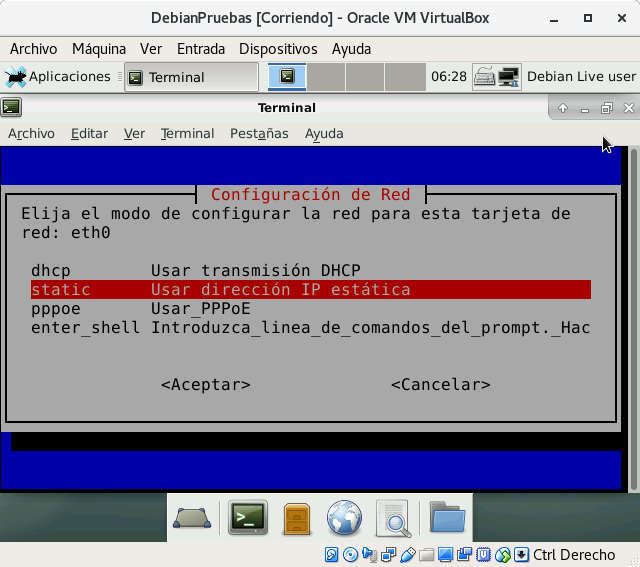 DebianPruebas [Corriendo] - Oracle VM VirtualBox
Archivo Máquina Ver Entrada Dispositivos Ayuda
Aplicaciones Terminal 06:28 Debian Live user
Terminal
Archivo Editar Ver Terminal Pestañas Ayuda
Configuración de Red
Elija el modo de configurar la red para esta tarjeta de
red: eth0
dhcp Usar transmisión DHCP
static Usar dirección IP estática
pppoe Usar_PPPoE
enter_shell Introduzca_linea_de_comandos_del_prompt._Hac
<Aceptar> <Cancelar>
Ctrl Derecho